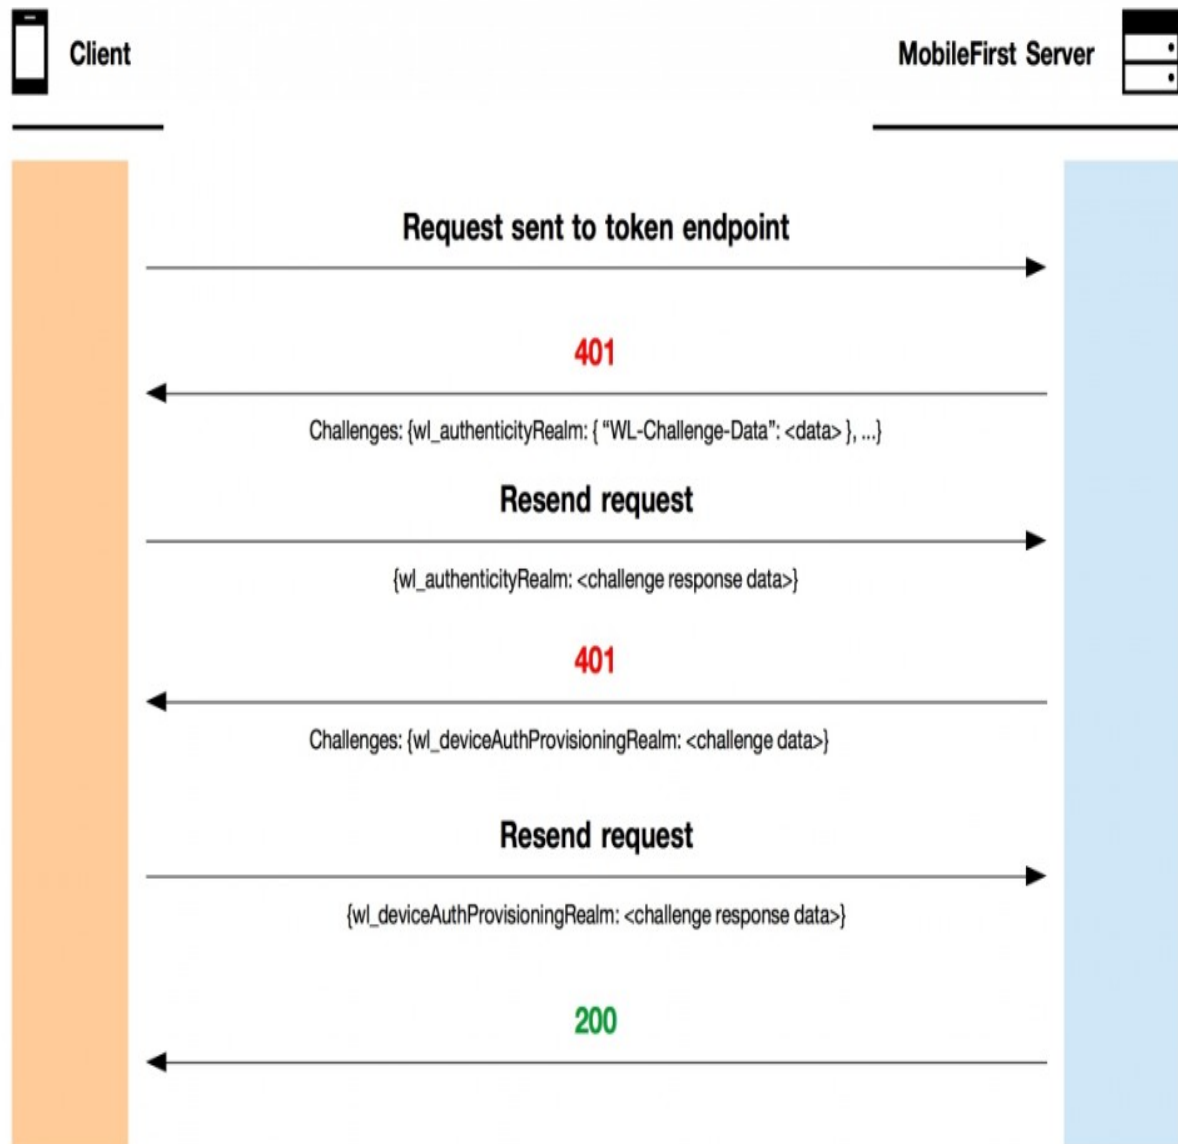 Client
MobileFirst Server
Request sent to token endpoint
401
Challenges: {wl_authenticityRealm: { “WL-Challenge-Data”: <data> }, ...}
Resend request
{wl_authenticityRealm: <challenge response data>}
401
Challenges: {wl_deviceAuthProvisioningRealm: <challenge data>}
Resend request
{wl_deviceAuthProvisioningRealm: <challenge response data>}
200